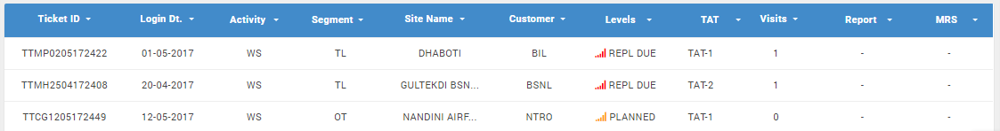 Ticket ID Login Dt. Activity Segment Site Name Customer Levels TAT Visits Report MRS
TTMP0205172422 01-05-2017 WS TL DHABOTI BIL REPL DUE TAT-1 1 - -
TTMH2504172408 20-04-2017 WS TL GULTEKDI BSN... BSNL REPL DUE TAT-2 1 - -
TTCG1205172449 12-05-2017 WS OT NANDINI AIRF... NTRO PLANNED TAT-1 0 - -